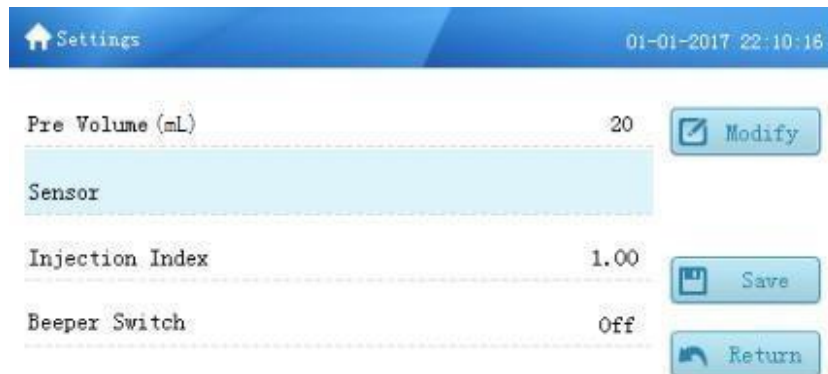 Settings 01-01-2017 22:10:16
Pre Volume(mL) 20 Modify
Sensor
Injection Index 1.00
Save
Beeper Switch Off
Return